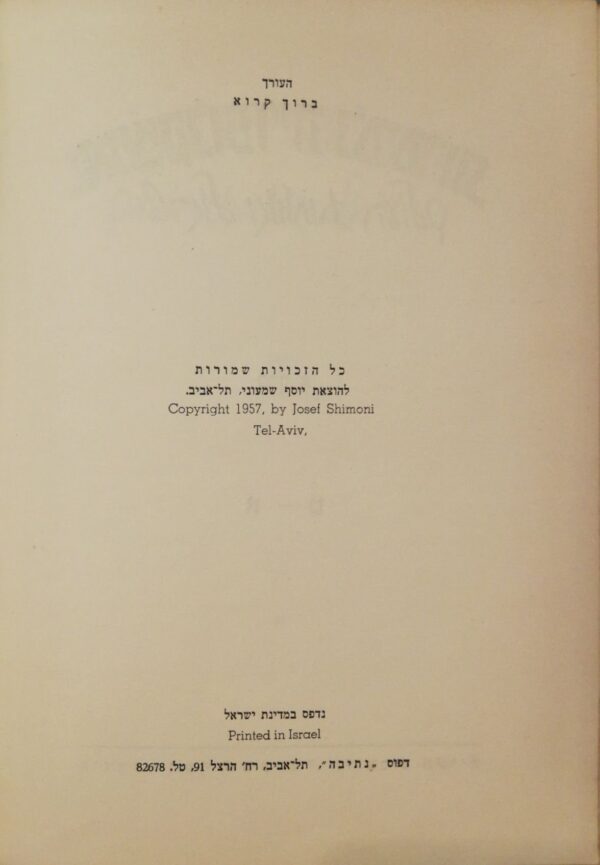 העורך
ברוך קרוא
כל הזכויות שמורות
להוצאת יוסף שמעוני, תל־אביב.
Copyright 1957, by Josef Shimoni
Tel-Aviv,
נדפס במדינת ישראל
Printed in Israel
דפוס „נתיבה", תל־אביב, רח' הרצל 91, טל. 82678